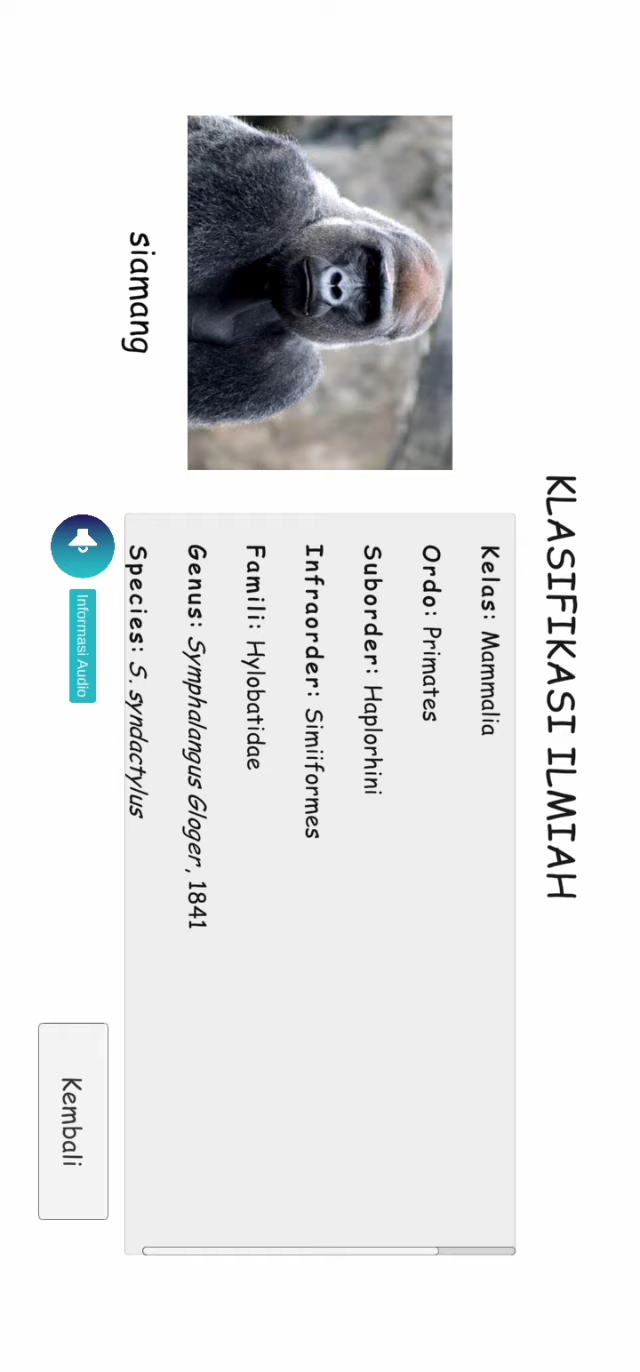 KLASIFIKASI ILMIAH
siamang
Kelas: Mammalia
Ordo: Primates
Suborder: Haplorhini
Infraorder: Simiiformes
Famili: Hylobatidae
Genus: Symphalangus Gloger, 1841
Species: S. syndactylus
Informasi Audio
Kembali